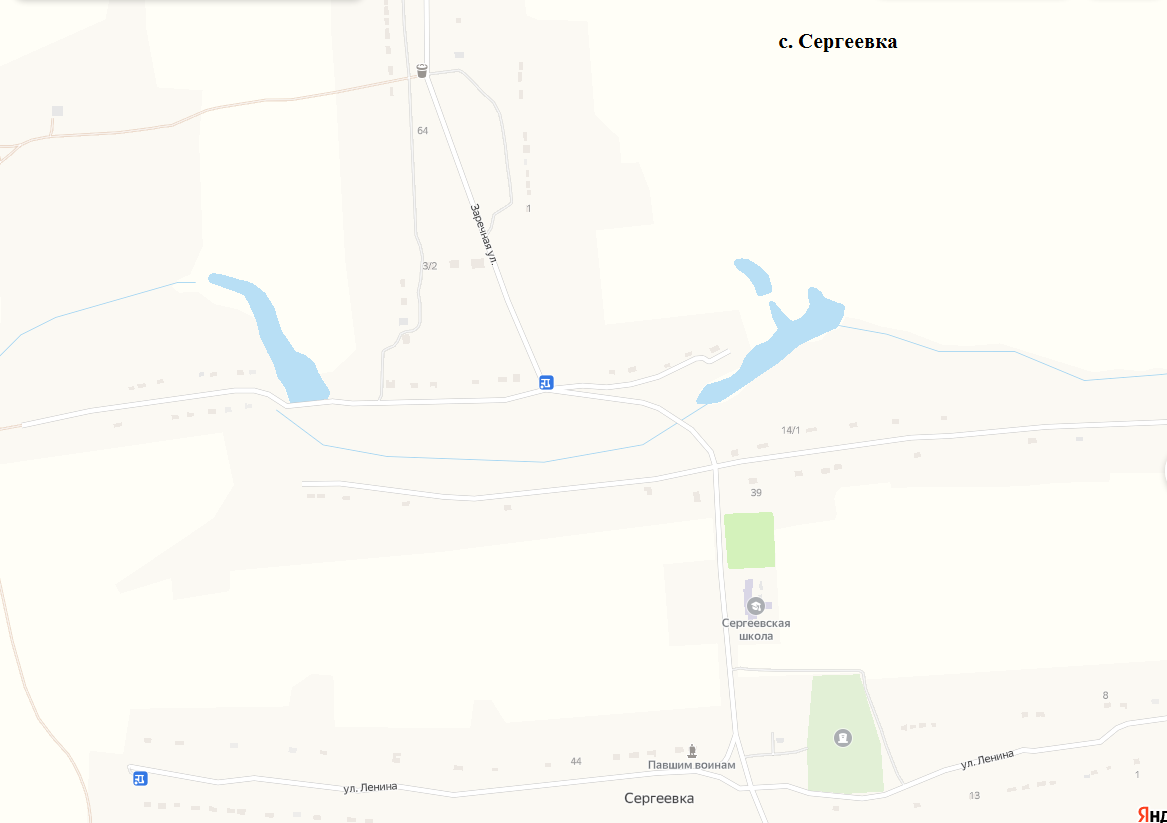 с. Сергеевка
64
Заречная ул.
1
3/2
14/1
39
Сергеевская
школа
8
44
Павшим воинам
ул. Ленина
ул. Ленина
1
13
Сергеевка
Янд